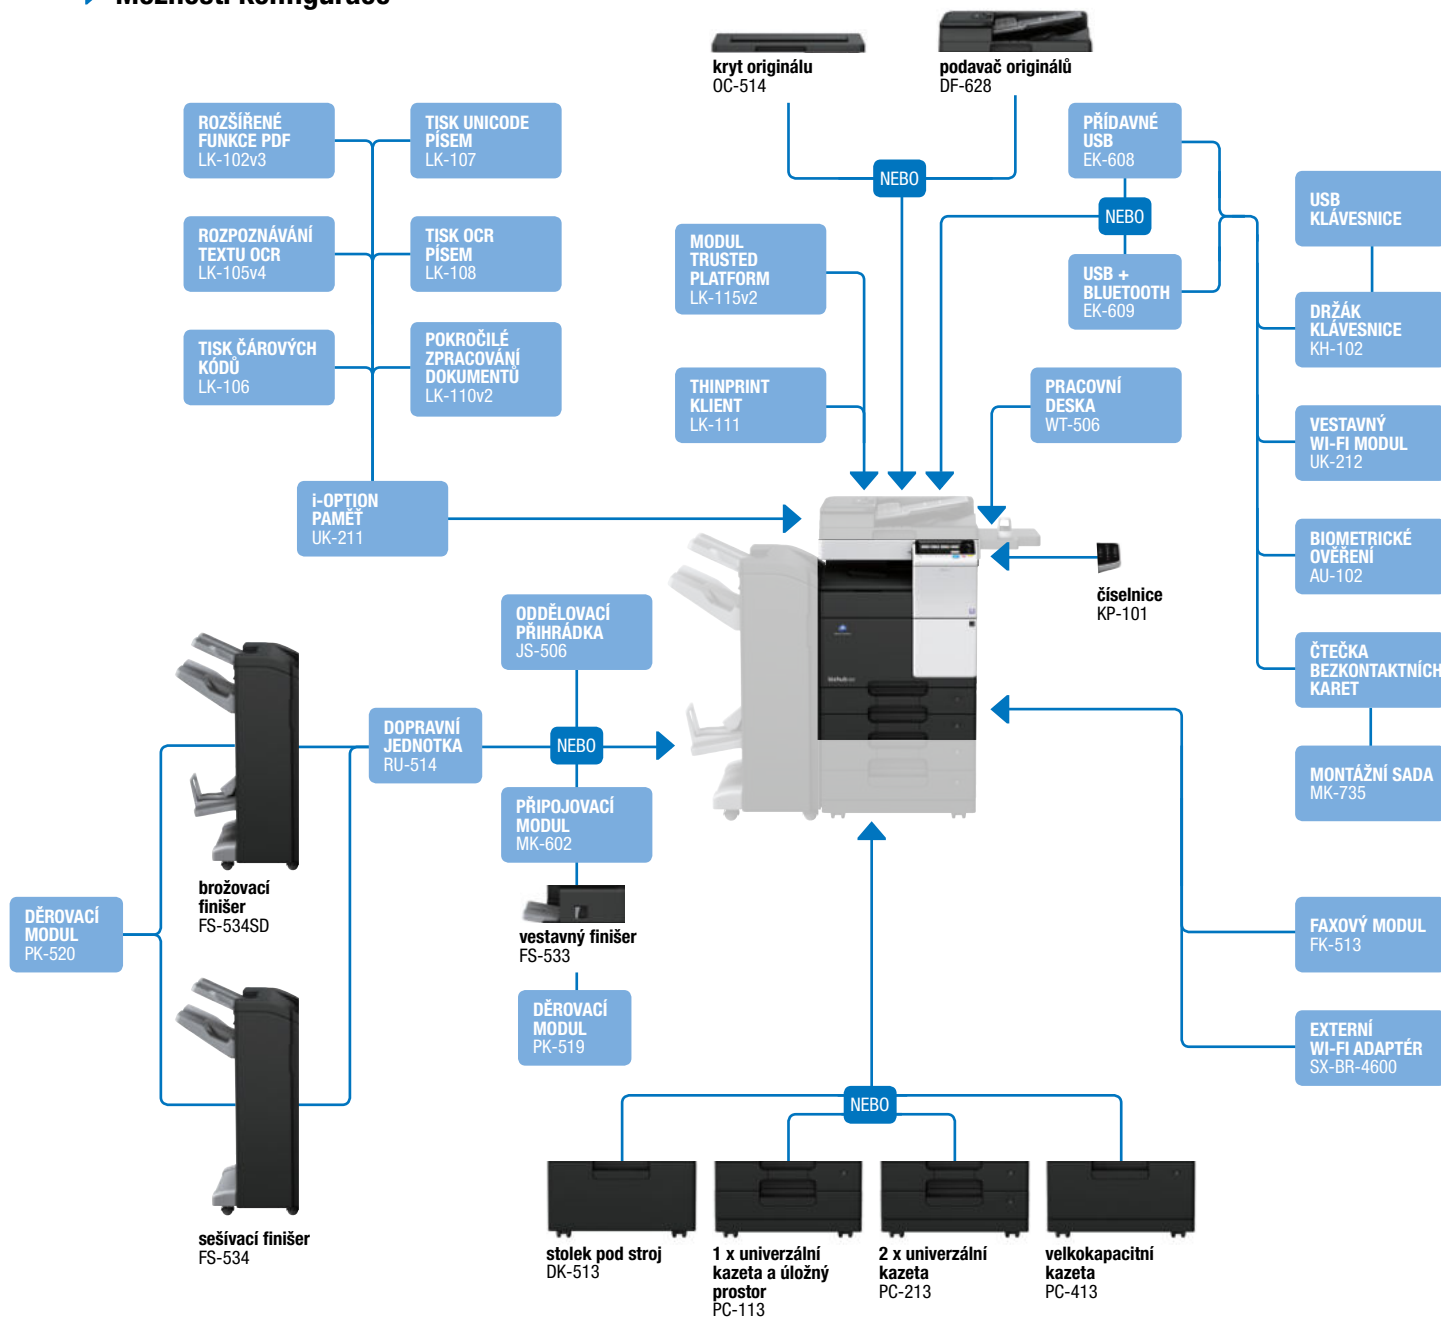 Možnosti konfigurace
kryt originálu
OC-514
podavač originálů
DF-628
ROZŠÍŘENÉ
FUNKCE PDF
LK-102v3
TISK UNICODE
PÍSEM
LK-107
PŘÍDAVNÉ
USB
EK-608
NEBO
USB
KLÁVESNICE
NEBO
ROZPOZNÁVÁNÍ
TEXTU OCR
LK-105v4
TISK OCR
PÍSEM
LK-108
MODUL
TRUSTED
PLATFORM
LK-115v2
USB +
BLUETOOTH
EK-609
DRŽÁK
KLÁVESNICE
KH-102
TISK ČÁROVÝCH
KÓDŮ
LK-106
POKROČILÉ
ZPRACOVÁNÍ
DOKUMENTŮ
LK-110v2
THINPRINT
KLIENT
LK-111
PRACOVNÍ
DESKA
WT-506
VESTAVNÝ
WI-FI MODUL
UK-212
i-OPTION
PAMĚŤ
UK-211
BIOMETRICKÉ
OVĚŘENÍ
AU-102
číselnice
KP-101
ODDĚLOVACÍ
PŘIHRÁDKA
JS-506
ČTEČKA
BEZKONTAKTNÍCH
KARET
DOPRAVNÍ
JEDNOTKA
RU-514
NEBO
MONTÁŽNÍ SADA
MK-735
PŘIPOJOVACÍ
MODUL
MK-602
brožovací
finišer
FS-534SD
DĚROVACÍ
MODUL
PK-520
vestavný finišer
FS-533
FAXOVÝ MODUL
FK-513
DĚROVACÍ
MODUL
PK-519
EXTERNÍ
WI-FI ADAPTÉR
SX-BR-4600
NEBO
sešívací finišer
FS-534
stolek pod stroj
DK-513
1 x univerzální
kazeta a úložný
prostor
PC-113
2 x univerzální
kazeta
PC-213
velkokapacitní
kazeta
PC-413